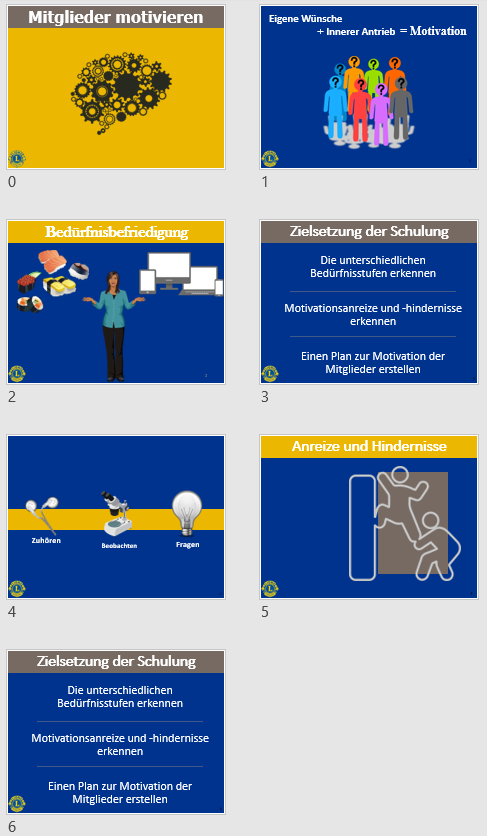 Mitglieder motivieren
0
Eigene Wünsche
+ Innerer Antrieb = Motivation
? ? ? ?
? ? ? ?
1
Bedürfnisbefriedigung
2
2
Zielsetzung der Schulung
Die unterschiedlichen
Bedürfnisstufen erkennen
Motivationsanreize und -hindernisse
erkennen
Einen Plan zur Motivation der
Mitglieder erstellen
3
Zuhören
Beobachten
Fragen
4
Anreize und Hindernisse
5
Zielsetzung der Schulung
Die unterschiedlichen
Bedürfnisstufen erkennen
Motivationsanreize und -hindernisse
erkennen
Einen Plan zur Motivation der
Mitglieder erstellen
6